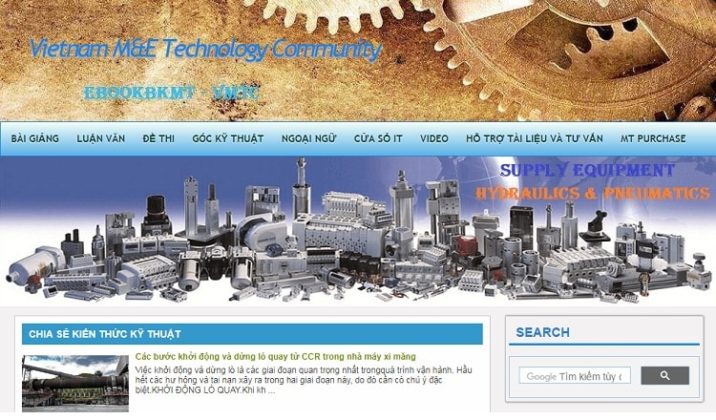 Vietnam M&E Technology Community
EBOOKBKMT - VMTC
BÀI GIẢNG LUẬN VĂN ĐỀ THI GÓC KỸ THUẬT NGOẠI NGỮ CỬA SỔ IT VIDEO HỖ TRỢ TÀI LIỆU VÀ TƯ VẤN MT PURCHASE
SUPPLY EQUIPMENT
HYDRAULICS & PNEUMATICS
CHIA SẺ KIẾN THỨC KỸ THUẬT
SEARCH
Các bước khởi động và dừng lò quay từ CCR trong nhà máy xi măng
Việc khởi động và dừng lò là các giai đoạn quan trọng nhất trongquá trình vận hành. Hầu
hết các hư hỏng và tai nạn xảy ra trong hai giai đoạn này, do đó cần có chú ý đặc
biệt.KHỞI ĐỘNG LÒ QUAY.Khi kh ...
Google Tìm kiếm tùy c